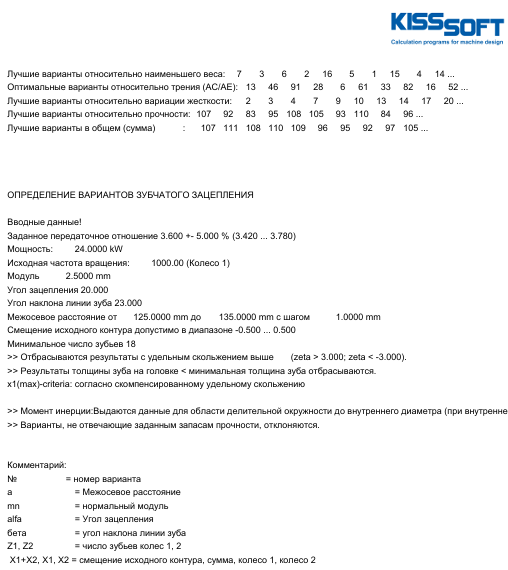 KISSSOFT
Calculation programs for machine design
Лучшие варианты относительно наименьшего веса: 7 3 6 2 16 5 1 15 4 14 ...
Оптимальные варианты относительно трения (AC/AE): 13 46 91 28 6 61 33 82 16 52 ...
Лучшие варианты относительно вариации жесткости: 2 3 4 7 9 10 13 14 17 20 ...
Лучшие варианты относительно прочности: 107 92 83 95 108 105 93 110 84 96 ...
Лучшие варианты в общем (сумма) : 107 111 108 110 109 96 95 92 97 105 ...
ОПРЕДЕЛЕНИЕ ВАРИАНТОВ ЗУБЧАТОГО ЗАЦЕПЛЕНИЯ
Вводные данные!
Заданное передаточное отношение 3.600 +- 5.000 % (3.420 ... 3.780)
Мощность: 24.0000 kW
Исходная частота вращения: 1000.00 (Колесо 1)
Модуль 2.5000 mm
Угол зацепления 20.000
Угол наклона линии зуба 23.000
Межосевое расстояние от 125.0000 mm до 135.0000 mm с шагом 1.0000 mm
Смещение исходного контура допустимо в диапазоне -0.500 ... 0.500
Минимальное число зубьев 18
>> Отбрасываются результаты с удельным скольжением выше (zeta > 3.000; zeta < -3.000).
>> Результаты толщины зуба на головке < минимальная толщина зуба отбрасываются.
x1(max)-criteria: согласно скомпенсированному удельному скольжению
>> Момент инерции:Выдаются данные для области делительной окружности до внутреннего диаметра (при внутренне
>> Варианты, не отвечающие заданным запасам прочности, отклоняются.
Комментарий:
№ = номер варианта
a = Межосевое расстояние
mn = нормальный модуль
alfa = Угол зацепления
бета = угол наклона линии зуба
Z1, Z2 = число зубьев колес 1, 2
X1+X2, X1, X2 = смещение исходного контура, сумма, колесо 1, колесо 2